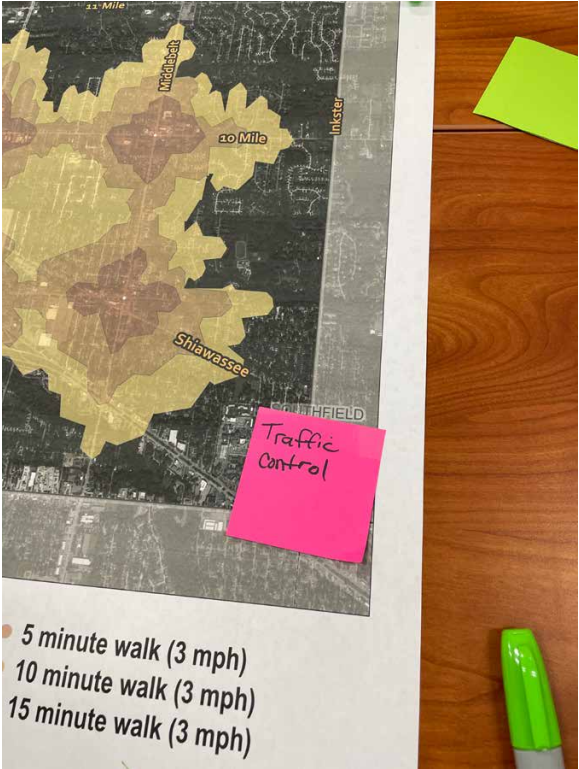 11 Mile
Middlebelt
10 Mile
Inkster
Shiawassee
THFIELD
Traffic
control
5 minute walk (3 mph)
10 minute walk (3 mph)
15 minute walk (3 mph)